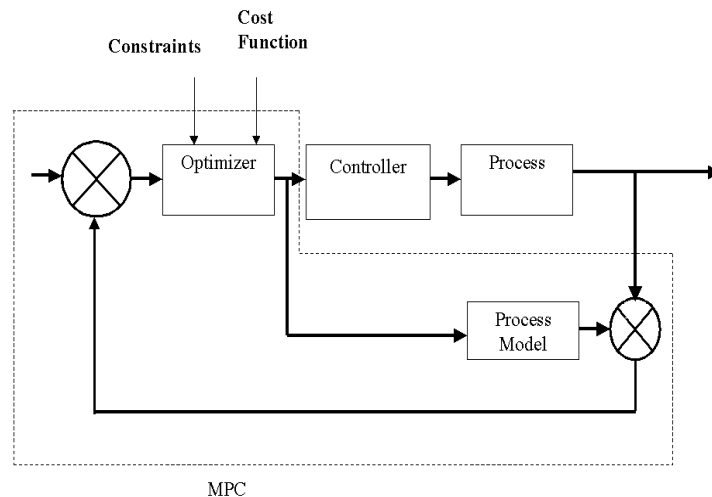 Cost
Function
Constraints
Optimizer
Controller
Process
Process
Model
MPC